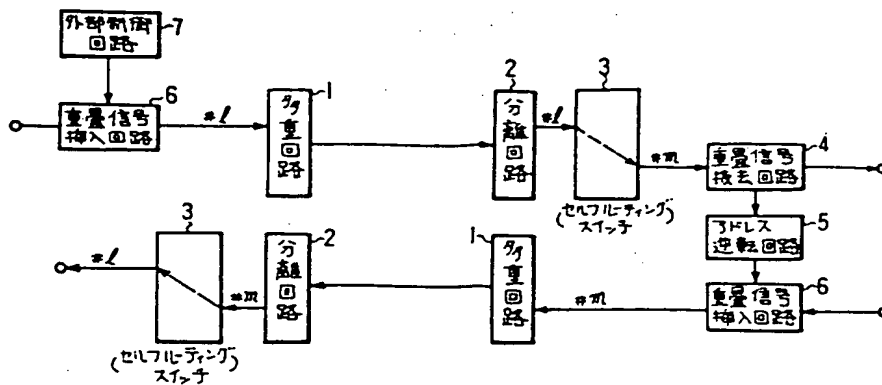 外部制御
回路
7
重畳信号
挿入回路
6
#l
多重回路
1
分離回路
2
#l
3
#m
(セルフルーティング)
スイッチ
重畳信号
抜去回路
4
アドレス
逆転回路
5
重畳信号
挿入回路
6
#m
多重回路
1
分離回路
2
#m
3
#l
(セルフルーティング)
スイッチ